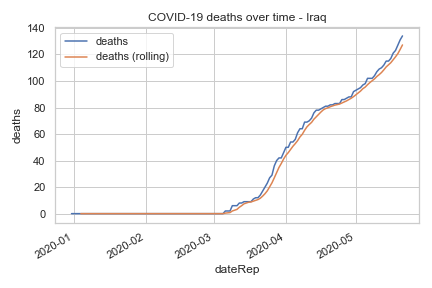 COVID-19 deaths over time - Iraq
deaths
deaths (rolling)
140
120
100
80
60
40
20
0
deaths
2020-01
2020-02
2020-03
2020-04
2020-05
dateRep